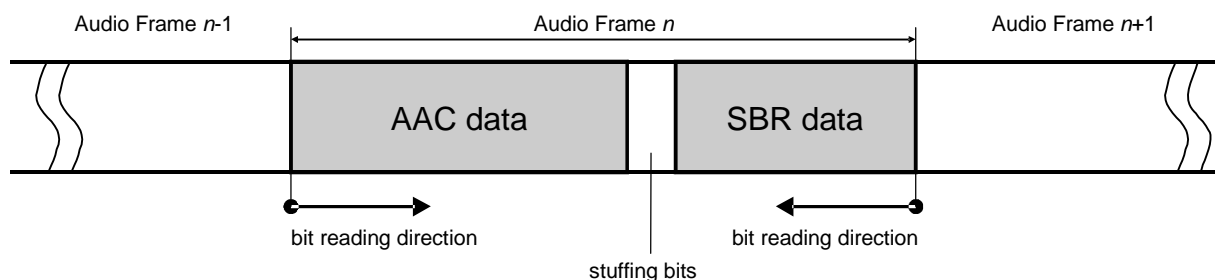 Audio Frame n-1
Audio Frame n
Audio Frame n+1
AAC data
SBR data
bit reading direction
bit reading direction
stuffing bits